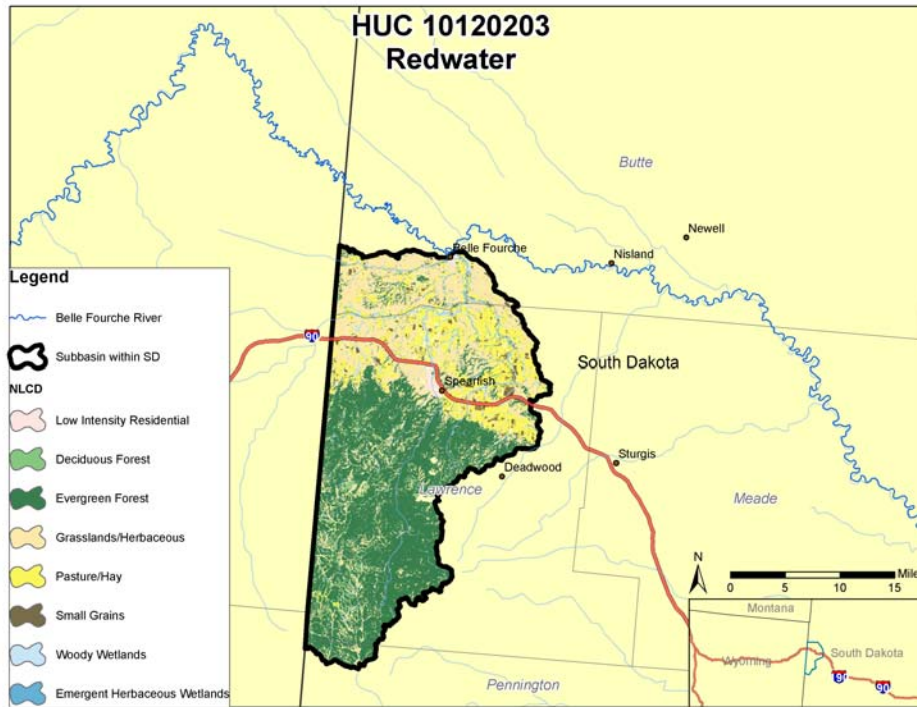 HUC 10120203
Redwater
Butte
Newell
Nisland
Belle Fourche
Legend
Belle Fourche River
90
Subbasin within SD
South Dakota
NLCD
Spearfish
Low Intensity Residential
Deciduous Forest
Sturgis
Deadwood
Lawrence
Evergreen Forest
Meade
Grasslands/Herbaceous
N
Pasture/Hay
Miles
0 5 10 15
Small Grains
Montana
Woody Wetlands
South Dakota
Wyoming
90
90
Pennington
Emergent Herbaceous Wetlands